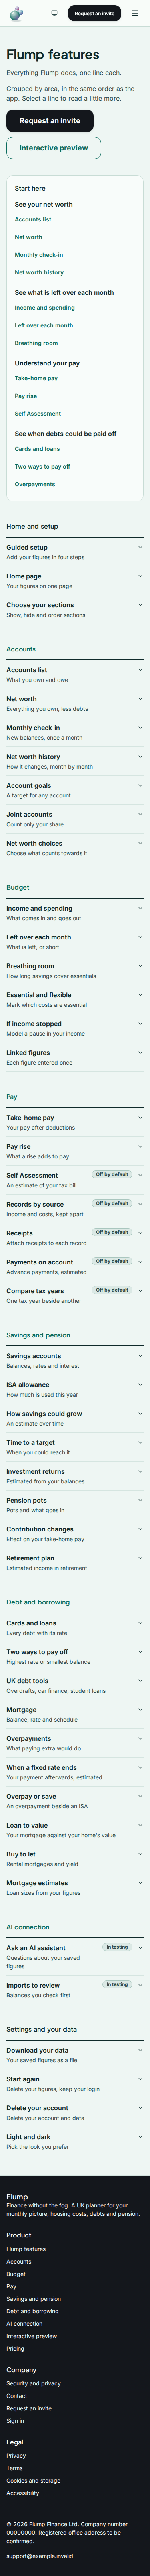 Request an invite
Flump features
Everything Flump does, one line each.
Grouped by area, in the same order as the
app. Select a line to read a little more.
Request an invite
Interactive preview
Start here
See your net worth
Accounts list
Net worth
Monthly check-in
Net worth history
See what is left over each month
Income and spending
Left over each month
Breathing room
Understand your pay
Take-home pay
Pay rise
Self Assessment
See when debts could be paid off
Cards and loans
Two ways to pay off
Overpayments
Home and setup
Guided setup
Add your figures in four steps
Home page
Your figures on one page
Choose your sections
Show, hide and order sections
Accounts
Accounts list
What you own and owe
Net worth
Everything you own, less debts
Monthly check-in
New balances, once a month
Net worth history
How it changes, month by month
Account goals
A target for any account
Joint accounts
Count only your share
Net worth choices
Choose what counts towards it
Budget
Income and spending
What comes in and goes out
Left over each month
What is left, or short
Breathing room
How long savings cover essentials
Essential and flexible
Mark which costs are essential
If income stopped
Model a pause in your income
Linked figures
Each figure entered once
Pay
Take-home pay
Your pay after deductions
Pay rise
What a rise adds to pay
Self Assessment
Off by default
An estimate of your tax bill
Records by source
Off by default
Income and costs, kept apart
Receipts
Off by default
Attach receipts to each record
Payments on account
Off by default
Advance payments, estimated
Compare tax years
Off by default
One tax year beside another
Savings and pension
Savings accounts
Balances, rates and interest
ISA allowance
How much is used this year
How savings could grow
An estimate over time
Time to a target
When you could reach it
Investment returns
Estimated from your balances
Pension pots
Pots and what goes in
Contribution changes
Effect on your take-home pay
Retirement plan
Estimated income in retirement
Debt and borrowing
Cards and loans
Every debt with its rate
Two ways to pay off
Highest rate or smallest balance
UK debt tools
Overdrafts, car finance, student loans
Mortgage
Balance, rate and schedule
Overpayments
What paying extra would do
When a fixed rate ends
Your payment afterwards, estimated
Overpay or save
An overpayment beside an ISA
Loan to value
Your mortgage against your home's value
Buy to let
Rental mortgages and yield
Mortgage estimates
Loan sizes from your figures
AI connection
Ask an AI assistant
In testing
Questions about your saved
figures
Imports to review
In testing
Balances you check first
Settings and your data
Download your data
Your saved figures as a file
Start again
Delete your figures, keep your login
Delete your account
Delete your account and data
Light and dark
Pick the look you prefer
Flump
Finance without the fog. A UK planner for your
monthly picture, housing costs, debts and pension.
Product
Flump features
Accounts
Budget
Pay
Savings and pension
Debt and borrowing
AI connection
Interactive preview
Pricing
Company
Security and privacy
Contact
Request an invite
Sign in
Legal
Privacy
Terms
Cookies and storage
Accessibility
© 2026 Flump Finance Ltd. Company number
00000000. Registered office address to be
confirmed.
support@example.invalid